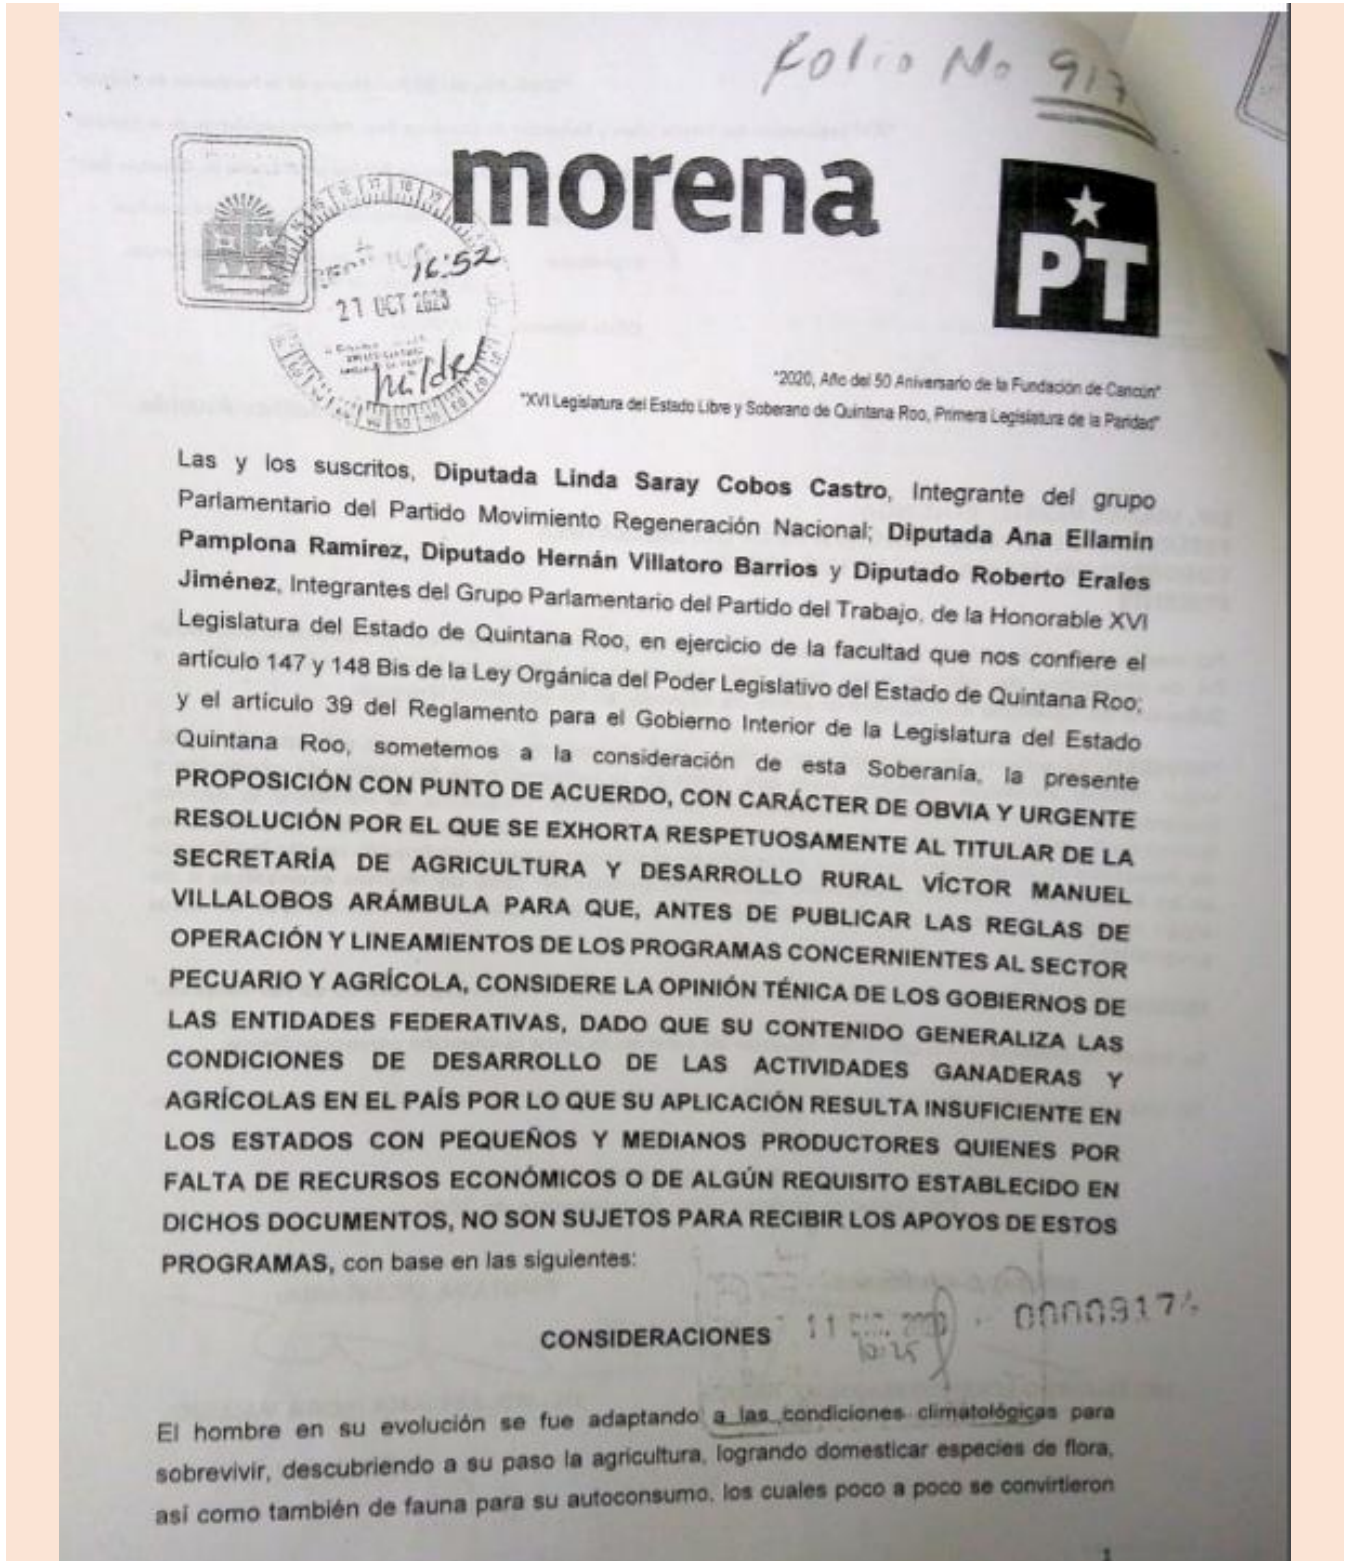 Folio No 917
morena
PT
16:52
21 OCT 2020
"2020, Año del 50 Aniversario de la Fundación de Cancún"
"XVI Legislatura del Estado Libre y Soberano de Quintana Roo, Primera Legislatura de la Paridad"
Las y los suscritos, Diputada Linda Saray Cobos Castro, Integrante del grupo
Parlamentario del Partido Movimiento Regeneración Nacional; Diputada Ana Ellamin
Pamplona Ramírez, Diputado Hernán Villatoro Barrios y Diputado Roberto Erales
Jiménez, Integrantes del Grupo Parlamentario del Partido del Trabajo, de la Honorable XVI
Legislatura del Estado de Quintana Roo, en ejercicio de la facultad que nos confiere el
artículo 147 y 148 Bis de la Ley Orgánica del Poder Legislativo del Estado de Quintana Roo;
y el artículo 39 del Reglamento para el Gobierno Interior de la Legislatura del Estado
Quintana Roo, sometemos a la consideración de esta Soberanía, la presente
PROPOSICIÓN CON PUNTO DE ACUERDO, CON CARÁCTER DE OBVIA Y URGENTE
RESOLUCIÓN POR EL QUE SE EXHORTA RESPETUOSAMENTE AL TITULAR DE LA
SECRETARÍA DE AGRICULTURA Y DESARROLLO RURAL VÍCTOR MANUEL
VILLALOBOS ARÁMBULA PARA QUE, ANTES DE PUBLICAR LAS REGLAS DE
OPERACIÓN Y LINEAMIENTOS DE LOS PROGRAMAS CONCERNIENTES AL SECTOR
PECUARIO Y AGRÍCOLA, CONSIDERE LA OPINIÓN TÉNICA DE LOS GOBIERNOS DE
LAS ENTIDADES FEDERATIVAS, DADO QUE SU CONTENIDO GENERALIZA LAS
CONDICIONES DE DESARROLLO DE LAS ACTIVIDADES GANADERAS Y
AGRÍCOLAS EN EL PAÍS POR LO QUE SU APLICACIÓN RESULTA INSUFICIENTE EN
LOS ESTADOS CON PEQUEÑOS Y MEDIANOS PRODUCTORES QUIENES POR
FALTA DE RECURSOS ECONÓMICOS O DE ALGÚN REQUISITO ESTABLECIDO EN
DICHOS DOCUMENTOS, NO SON SUJETOS PARA RECIBIR LOS APOYOS DE ESTOS
PROGRAMAS, con base en las siguientes:
0000917
CONSIDERACIONES
El hombre en su evolución se fue adaptando a las condiciones climatológicas para
sobrevivir, descubriendo a su paso la agricultura, logrando domesticar especies de flora,
así como también de fauna para su autoconsumo, los cuales poco a poco se convirtieron
1